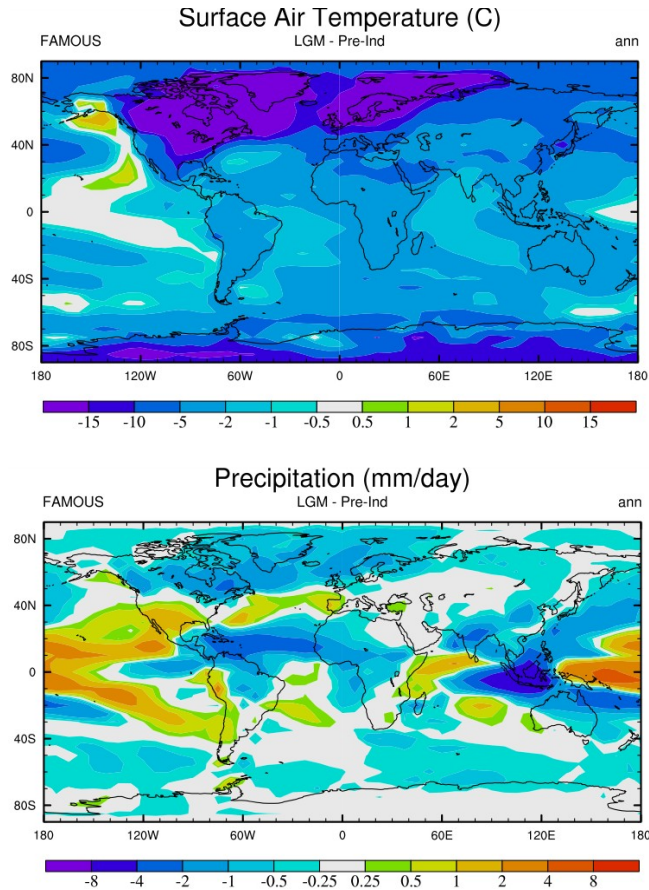 Surface Air Temperature (C)
FAMOUS LGM - Pre-Ind ann
80N
40N
0
40S
80S
180 120W 60W 0 60E 120E 180
-15 -10 -5 -2 -1 -0.5 0.5 1 2 5 10 15
Precipitation (mm/day)
FAMOUS LGM - Pre-Ind ann
80N
40N
0
40S
80S
180 120W 60W 0 60E 120E 180
-8 -4 -2 -1 -0.5 -0.25 0.25 0.5 1 2 4 8